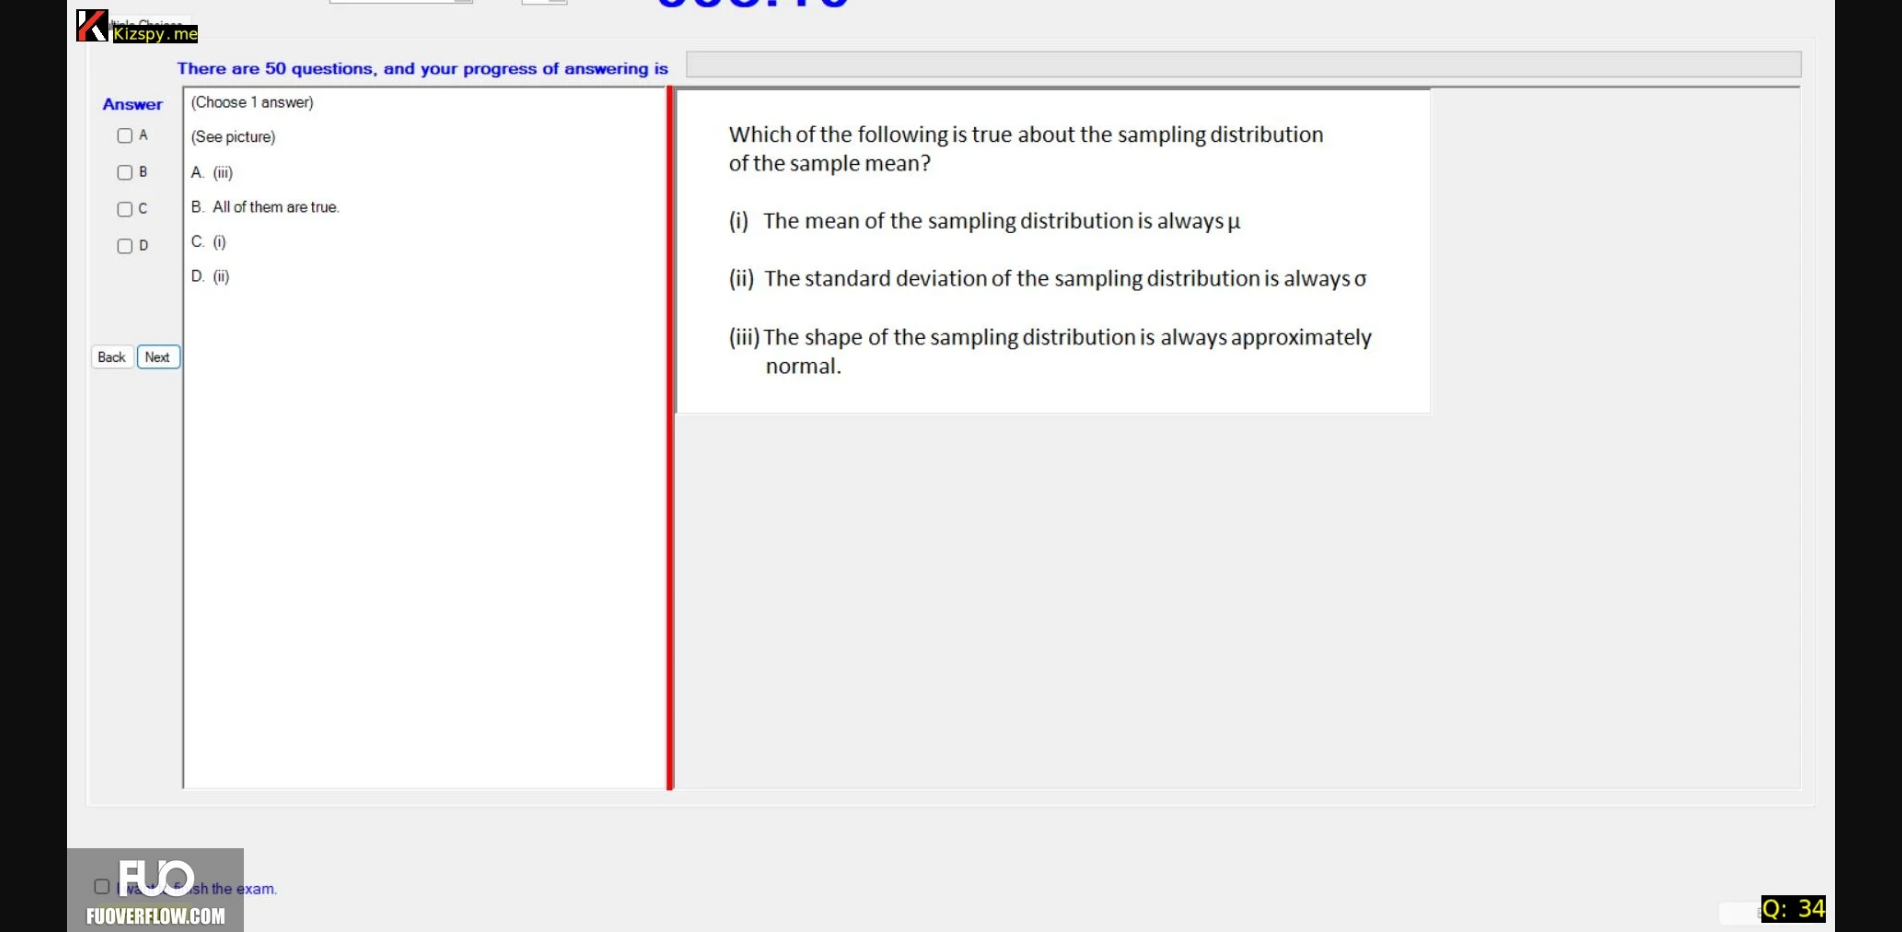 Kizspy.me
There are 50 questions, and your progress of answering is
Answer
A
B
C
D
Back Next
(Choose 1 answer)
(See picture)
A. (iii)
B. All of them are true.
C. (i)
D. (ii)
Which of the following is true about the sampling distribution
of the sample mean?
(i) The mean of the sampling distribution is always μ
(ii) The standard deviation of the sampling distribution is always σ
(iii) The shape of the sampling distribution is always approximately
normal.
FUO
the exam.
FUOVERFLOW.COM
Q: 34